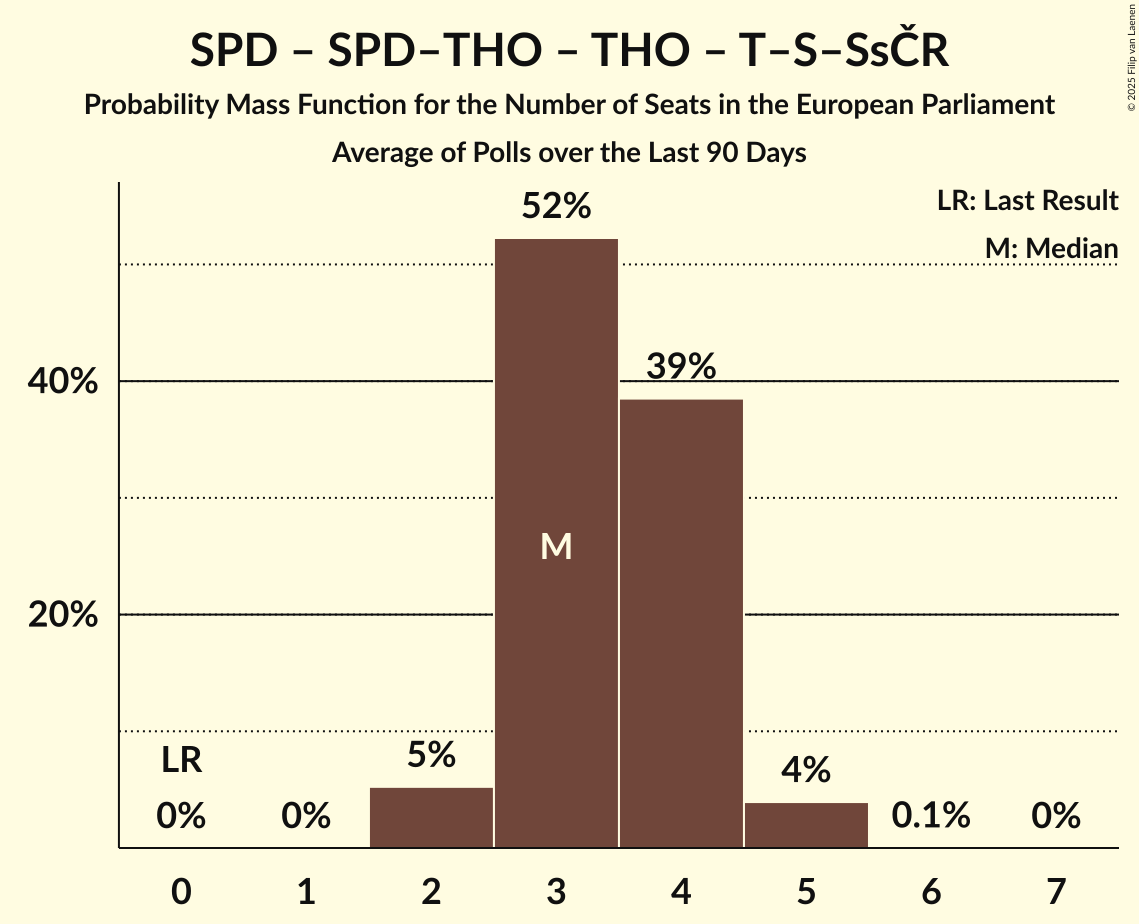 SPD – SPD–THO – THO – T–S–SsČR
Probability Mass Function for the Number of Seats in the European Parliament
Average of Polls over the Last 90 Days
© 2025 Filip van Laenen
LR: Last Result
M: Median
52%
39%
40%
20%
M
LR
0%
0%
5%
4%
0.1%
0%
0 1 2 3 4 5 6 7